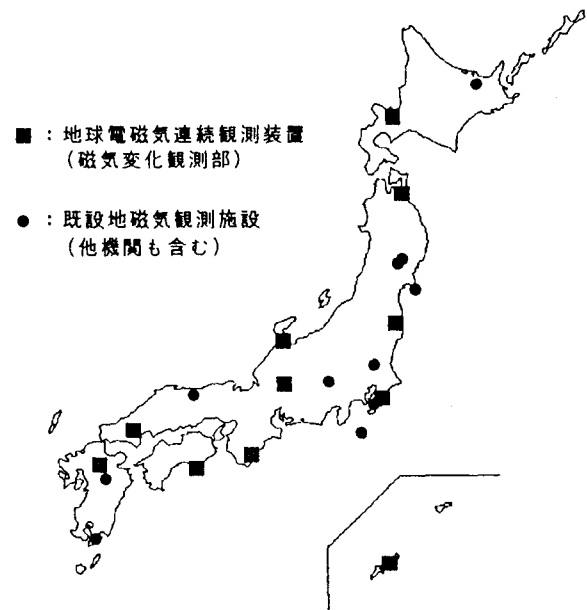 ■：地球電磁気連続観測装置
（磁気変化観測部）
●：既設地磁気観測施設
（他機関も含む）